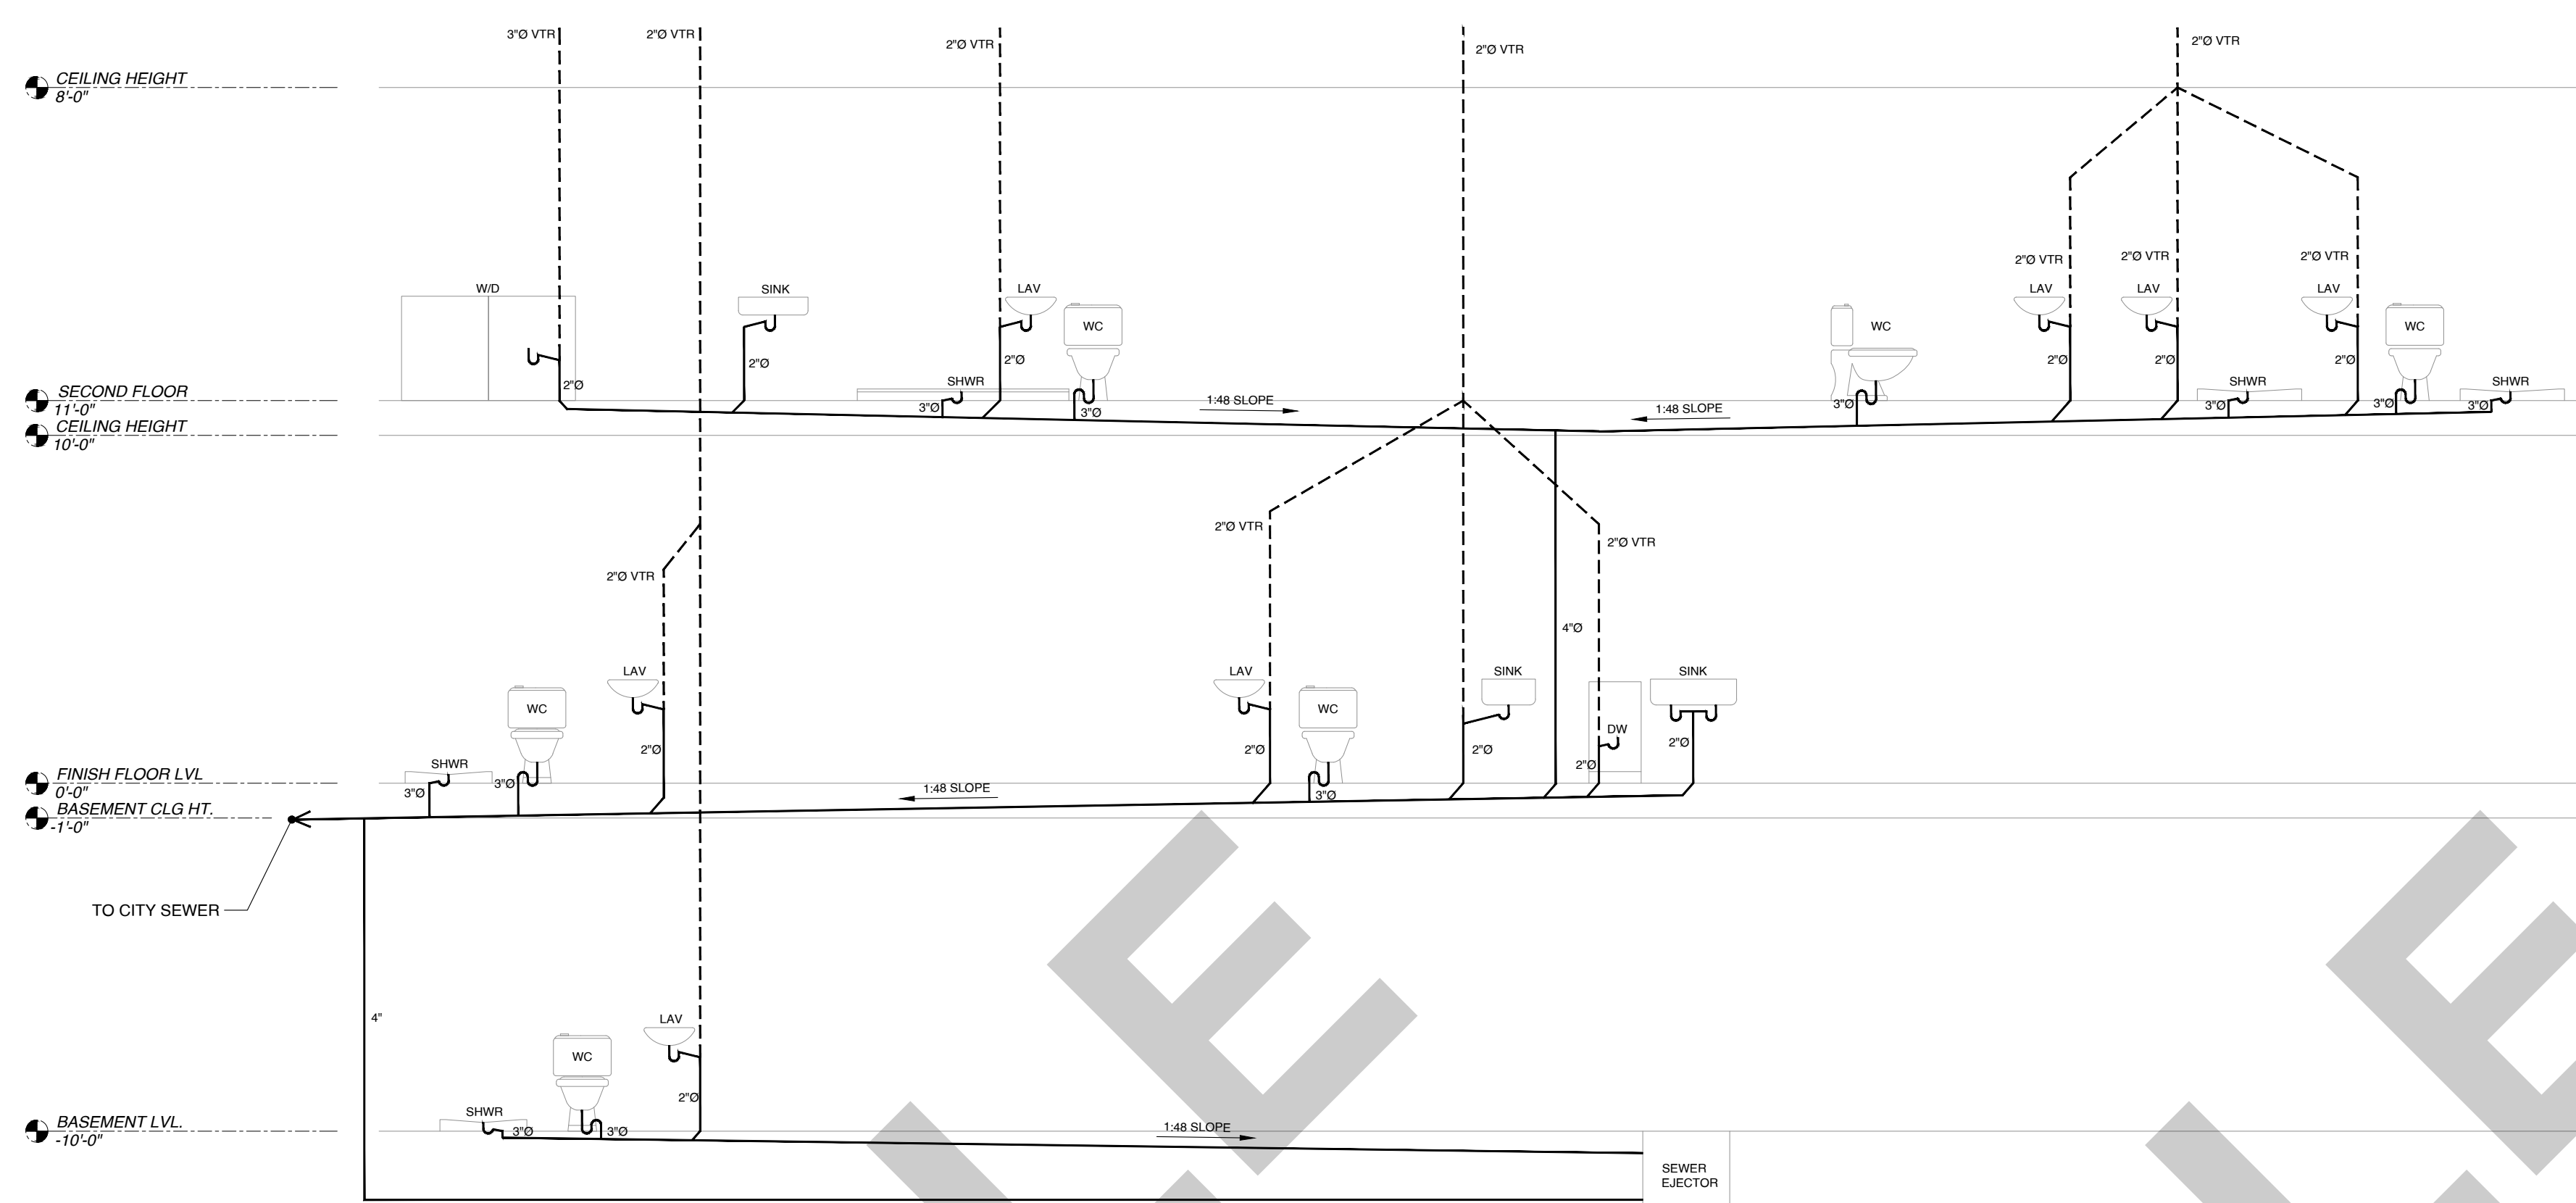 3"Ø VTR
2"Ø VTR
2"Ø VTR
2"Ø VTR
2"Ø VTR
CEILING HEIGHT
8'-0"
2"Ø VTR
2"Ø VTR
2"Ø VTR
W/D
SINK
LAV
WC
WC
LAV
LAV
LAV
WC
2"Ø
2"Ø
2"Ø
2"Ø
2"Ø
2"Ø
SHWR
SHWR
SHWR
3"Ø
3"Ø
3"Ø
3"Ø
3"Ø
3"Ø
SECOND FLOOR
11'-0"
1:48 SLOPE
1:48 SLOPE
CEILING HEIGHT
10'-0"
2"Ø VTR
2"Ø VTR
2"Ø VTR
4"Ø
LAV
LAV
SINK
SINK
WC
WC
DW
2"Ø
2"Ø
2"Ø
2"Ø
2"Ø
SHWR
3"Ø
3"Ø
3"Ø
FINISH FLOOR LVL
0'-0"
1:48 SLOPE
BASEMENT CLG HT.
-1'-0"
TO CITY SEWER
4"
LAV
WC
2"Ø
SHWR
3"Ø
3"Ø
BASEMENT LVL.
-10'-0"
1:48 SLOPE
SEWER
EJECTOR